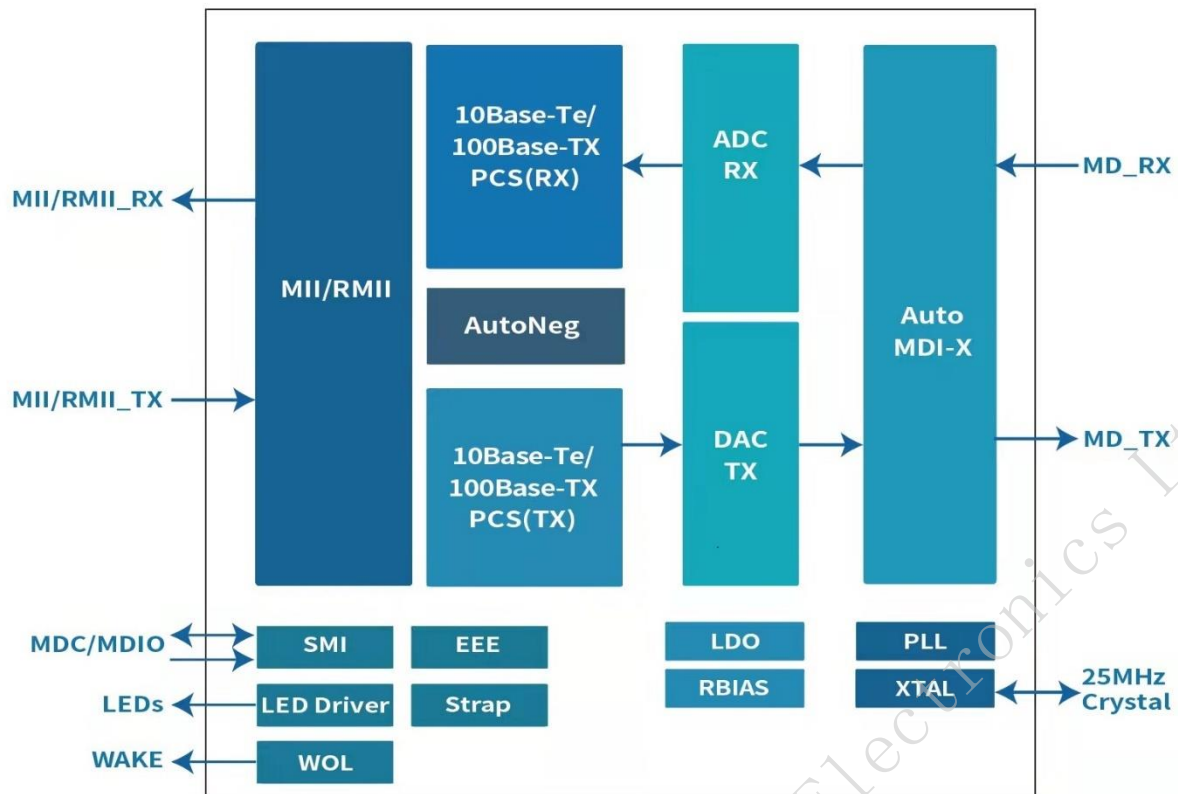 10Base-Te/
100Base-TX
PCS(RX)
ADC
RX
MD_RX
MII/RMII_RX
MII/RMII
AutoNeg
Auto
MDI-X
MII/RMII_TX
10Base-Te/
100Base-TX
PCS(TX)
DAC
TX
MD_TX
MDC/MDIO
SMI
EEE
LDO
PLL
LEDs
LED Driver
Strap
RBIAS
XTAL
25MHz
Crystal
WAKE
WOL
Electronics